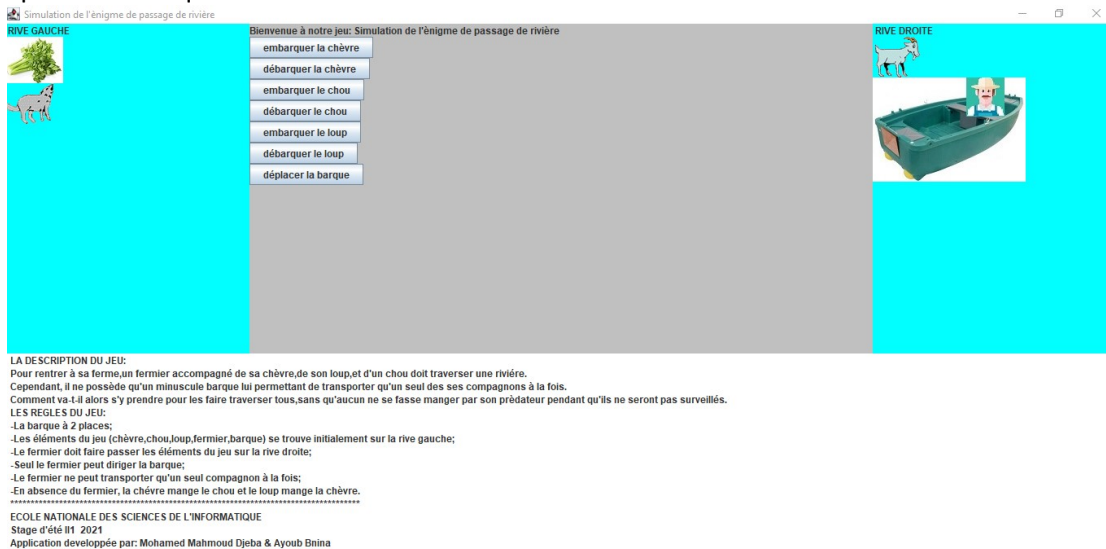 Simulation de l'énigme de passage de rivière
RIVE GAUCHE
Bienvenue à notre jeu: Simulation de l'ènigme de passage de rivière
RIVE DROITE
embarquer la chèvre
débarquer la chèvre
embarquer le chou
débarquer le chou
embarquer le loup
débarquer le loup
déplacer la barque
LA DESCRIPTION DU JEU:
Pour rentrer à sa ferme,un fermier accompagné de sa chèvre,de son loup,et d'un chou doit traverser une riviére.
Cependant, il ne possède qu'un minuscule barque lui permettant de transporter qu'un seul des ses compagnons à la fois.
Comment va-t-il alors s'y prendre pour les faire traverser tous,sans qu'aucun ne se fasse manger par son prèdateur pendant qu'ils ne seront pas surveillés.
LES REGLES DU JEU:
-La barque à 2 places;
-Les éléments du jeu (chèvre,chou,loup,fermier,barque) se trouve initialement sur la rive gauche;
-Le fermier doit faire passer les éléments du jeu sur la rive droite;
-Seul le fermier peut diriger la barque;
-Le fermier ne peut transporter qu'un seul compagnon à la fois;
-En absence du fermier, la chévre mange le chou et le loup mange la chèvre.
**************************************************************************************
ECOLE NATIONALE DES SCIENCES DE L'INFORMATIQUE
Stage d'été II1 2021
Application developpée par: Mohamed Mahmoud Djeba & Ayoub Bnina